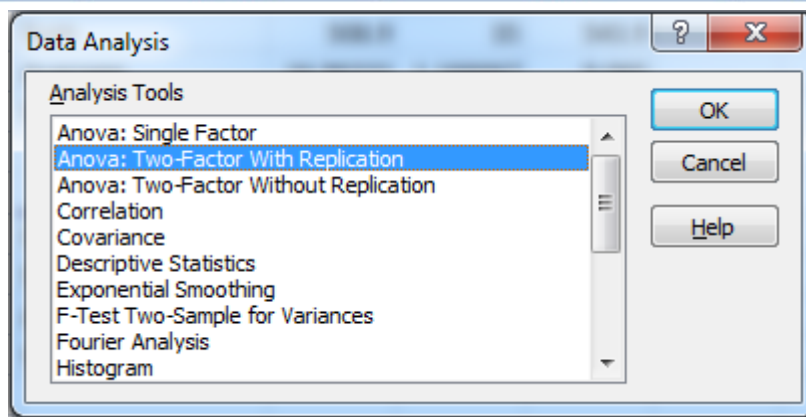 Data Analysis
Analysis Tools
Anova: Single Factor
Anova: Two-Factor With Replication
Anova: Two-Factor Without Replication
Correlation
Covariance
Descriptive Statistics
Exponential Smoothing
F-Test Two-Sample for Variances
Fourier Analysis
Histogram
OK
Cancel
Help